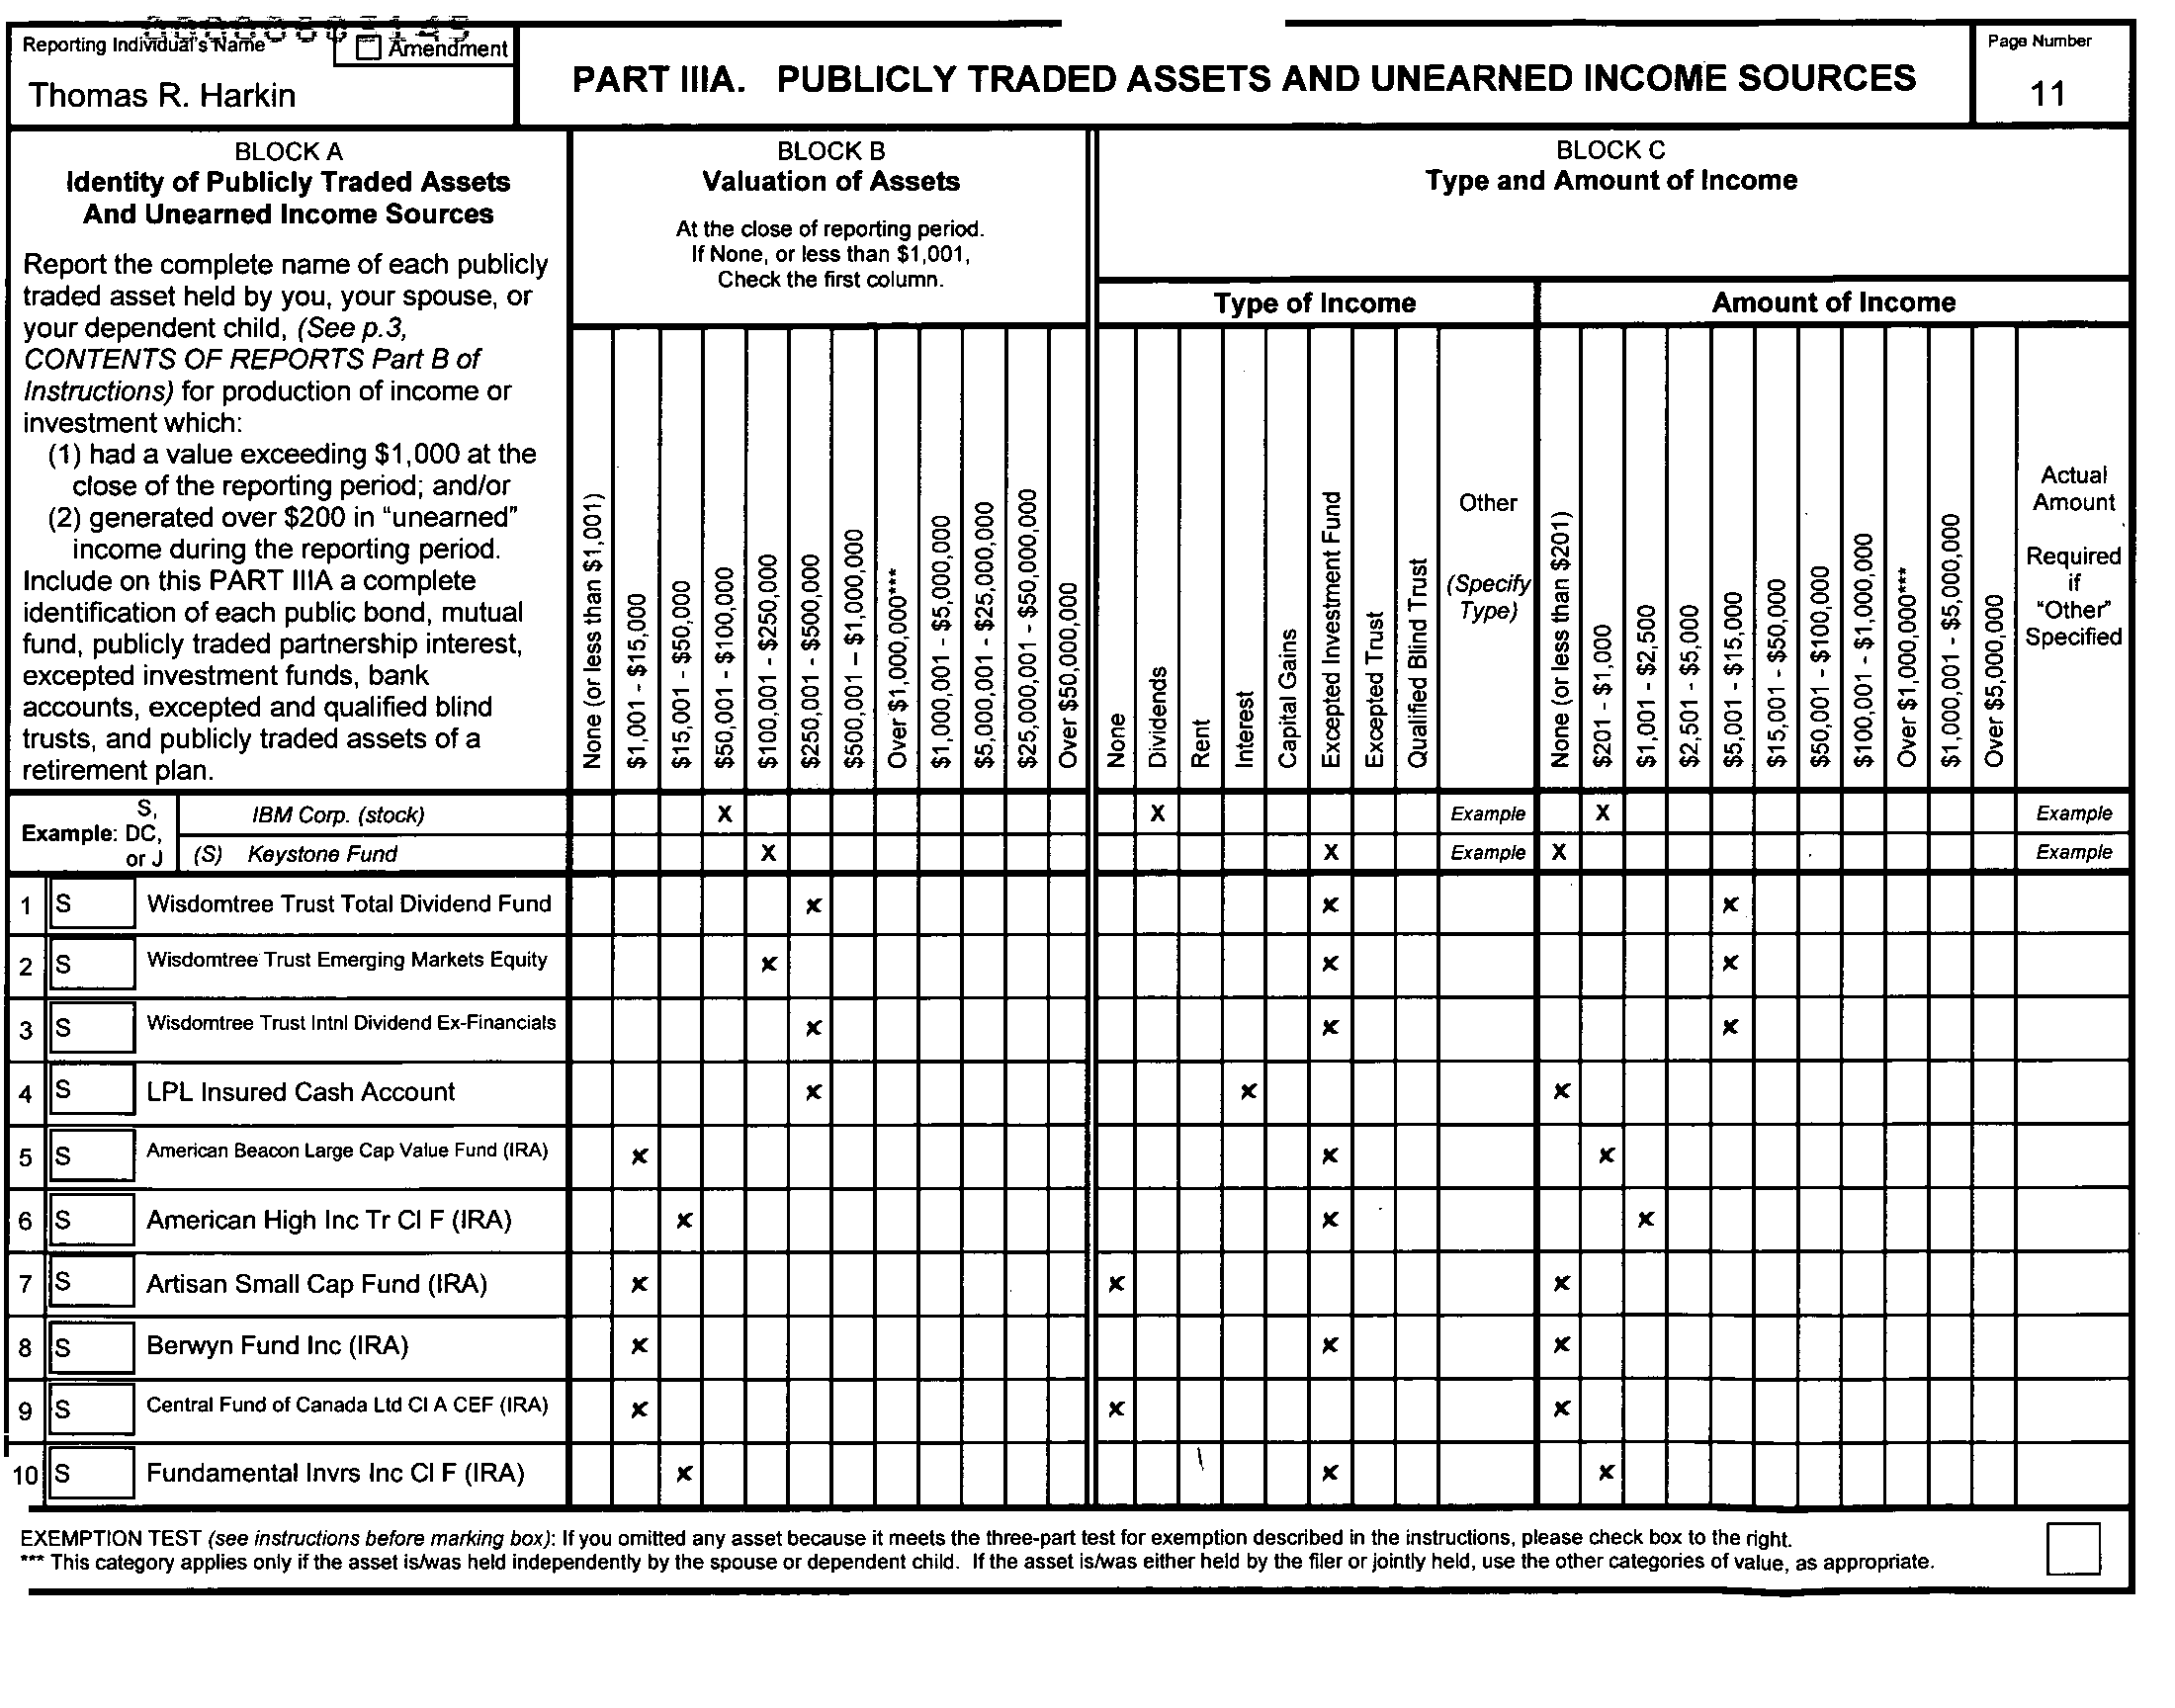 Reporting Individual's Name
Amendment
Thomas R. Harkin
PART IIIA. PUBLICLY TRADED ASSETS AND UNEARNED INCOME SOURCES
Page Number
11
BLOCK A
Identity of Publicly Traded Assets
And Unearned Income Sources
Report the complete name of each publicly
traded asset held by you, your spouse, or
your dependent child, (See p.3,
CONTENTS OF REPORTS Part B of
Instructions) for production of income or
investment which:
(1) had a value exceeding $1,000 at the
close of the reporting period; and/or
(2) generated over $200 in "unearned"
income during the reporting period.
Include on this PART IIIA a complete
identification of each public bond, mutual
fund, publicly traded partnership interest,
excepted investment funds, bank
accounts, excepted and qualified blind
trusts, and publicly traded assets of a
retirement plan.
BLOCK B
Valuation of Assets
At the close of reporting period.
If None, or less than $1,001,
Check the first column.
None (or less than $1,001)
$1,001 - $15,000
$15,001 - $50,000
$50,001 - $100,000
$100,001 - $250,000
$250,001 - $500,000
$500,001 – $1,000,000
Over $1,000,000***
$1,000,001 - $5,000,000
$5,000,001 - $25,000,000
$25,000,001 - $50,000,000
Over $50,000,000
BLOCK C
Type and Amount of Income
Type of Income
None
Dividends
Rent
Interest
Capital Gains
Excepted Investment Fund
Excepted Trust
Qualified Blind Trust
Other
(Specify
Type)
Amount of Income
None (or less than $201)
$201 - $1,000
$1,001 - $2,500
$2,501 - $5,000
$5,001 - $15,000
$15,001 - $50,000
$50,001 - $100,000
$100,001 - $1,000,000
Over $1,000,000***
$1,000,001 - $5,000,000
Over $5,000,000
Actual
Amount
Required
if
"Other"
Specified
Example: S, DC, or J
IBM Corp. (stock) X X Example X Example
(S) Keystone Fund X X Example X Example
1 S Wisdomtree Trust Total Dividend Fund x x x
2 S Wisdomtree Trust Emerging Markets Equity x x x
3 S Wisdomtree Trust Intnl Dividend Ex-Financials x x x
4 S LPL Insured Cash Account x x x
5 S American Beacon Large Cap Value Fund (IRA) x x x
6 S American High Inc Tr Cl F (IRA) x x x
7 S Artisan Small Cap Fund (IRA) x x x
8 S Berwyn Fund Inc (IRA) x x x
9 S Central Fund of Canada Ltd Cl A CEF (IRA) x x x
10 S Fundamental Invrs Inc Cl F (IRA) x x x
EXEMPTION TEST (see instructions before marking box): If you omitted any asset because it meets the three-part test for exemption described in the instructions, please check box to the right.
*** This category applies only if the asset is/was held independently by the spouse or dependent child. If the asset is/was either held by the filer or jointly held, use the other categories of value, as appropriate.